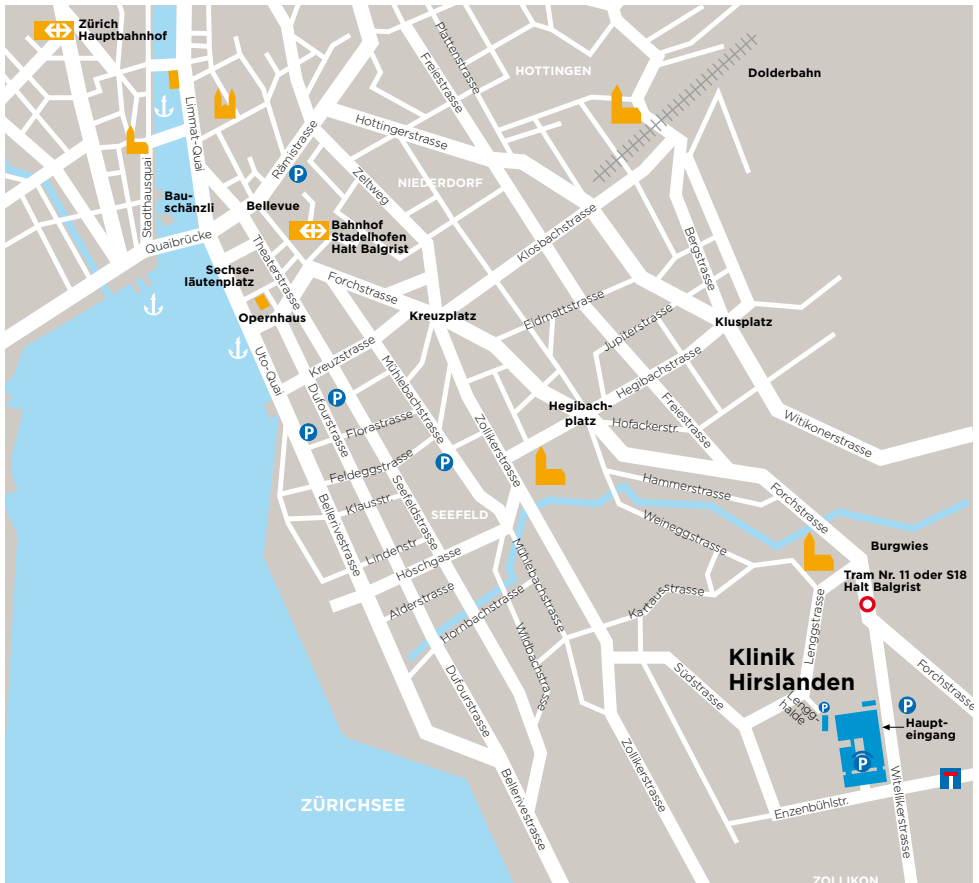 Zürich
Hauptbahnhof
Plattenstrasse
Freiestrasse
HOTTINGEN
Dolderbahn
Limmat-Quai
Hottingerstrasse
Rämistrasse
P
Zeltweg
NIEDERDORF
Stadthausquai
Bau-
schänzli
Bellevue
Quaibrücke
Bahnhof
Stadelhofen
Halt Balgrist
Klosbachstrasse
Bergstrasse
Theaterstrasse
Sechse-
läutenplatz
Forchstrasse
Opernhaus
Kreuzplatz
Eidmattstrasse
Jupiterstrasse
Klusplatz
Uto-Quai
Kreuzstrasse
Mühlebachstrasse
Hegibachstrasse
Dufourstrasse
P
Florastrasse
P
Zollikerstrasse
Hegibach-
platz
Hofackerstr.
Freiestrasse
Witikonerstrasse
Feldeggstrasse
P
Seefeldstrasse
Klausstr.
Bellerivestrasse
SEEFELD
Hammerstrasse
Weineggstrasse
Forchstrasse
Lindenstr
Höschgasse
Mühlebachstrasse
Burgwies
Tram Nr. 11 oder S18
Halt Balgrist
Alderstrasse
Hornbachstrasse
Kartausstrasse
Lenggstrasse
Wildbachstrasse
Klinik
Hirslanden
Südstrasse
Forchstrasse
Dufourstrasse
Lengg-
halde
P
P
Haupt-
eingang
P
Zollikerstrasse
Bellerivestrasse
ZÜRICHSEE
Enzenbühlstr.
Witellikerstrasse
ZOLLIKON